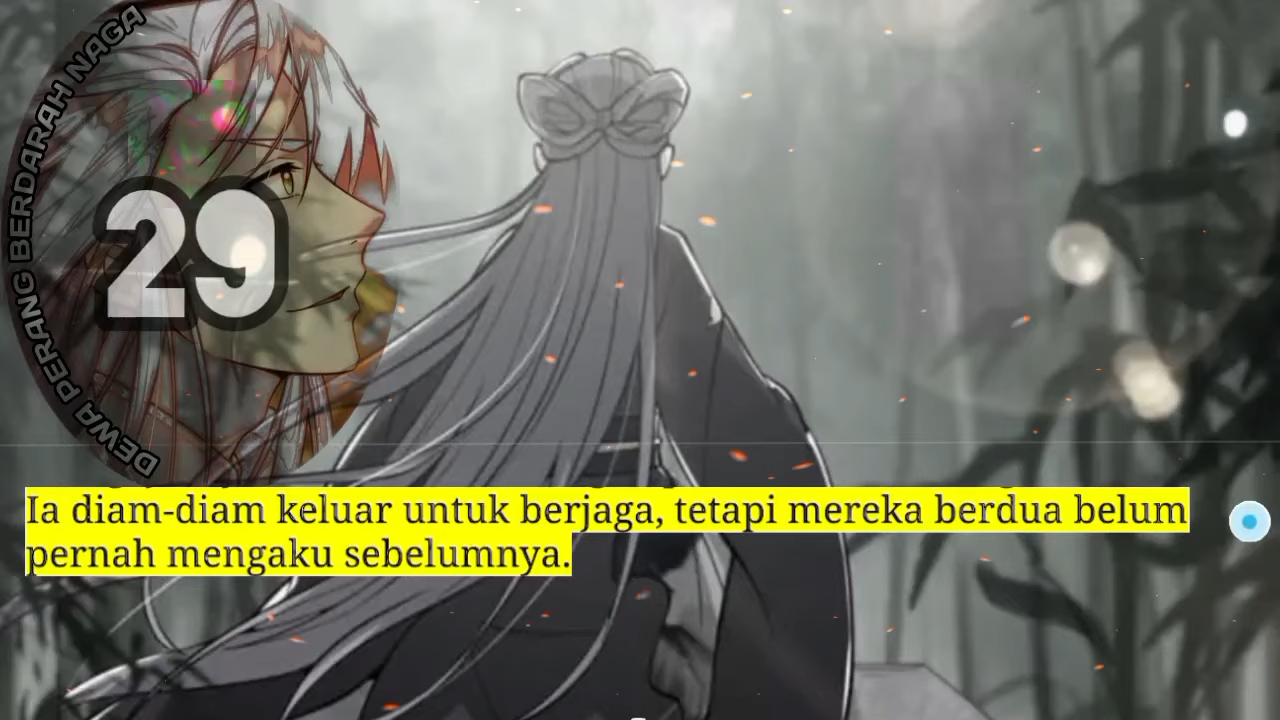 DEWA PERANG BERDARAH NAGA
29
Ia diam-diam keluar untuk berjaga, tetapi mereka berdua belum
pernah mengaku sebelumnya.